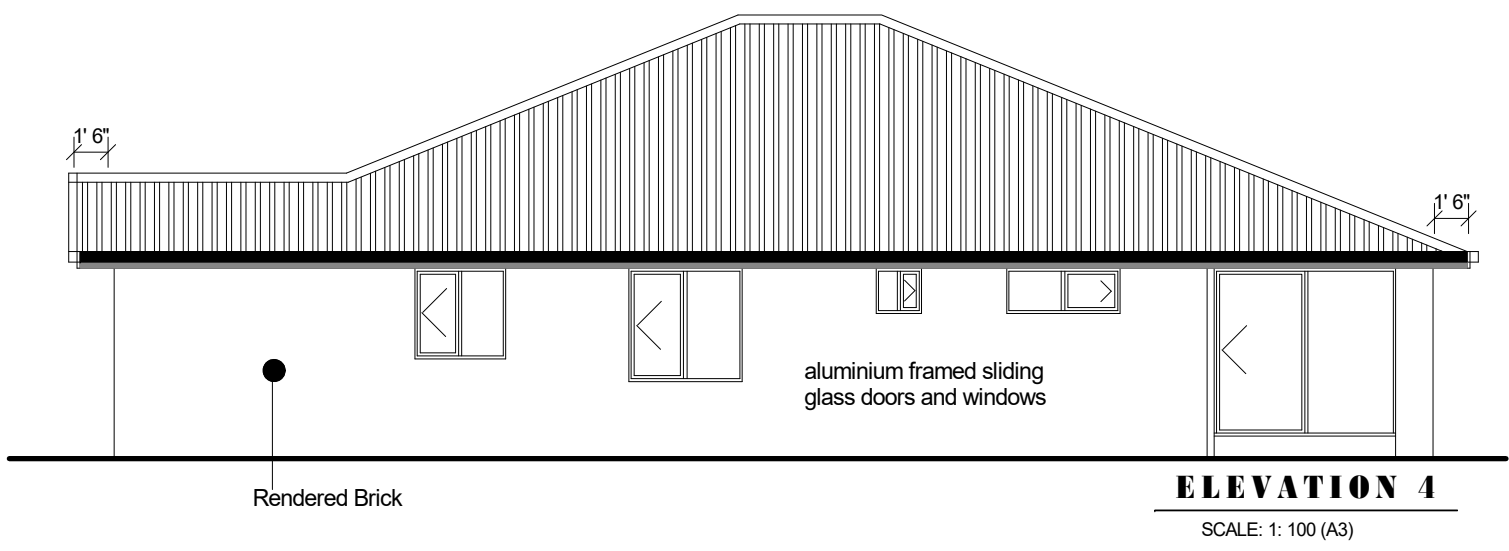 1' 6"
1' 6"
aluminium framed sliding
glass doors and windows
Rendered Brick
ELEVATION 4
SCALE: 1: 100 (A3)